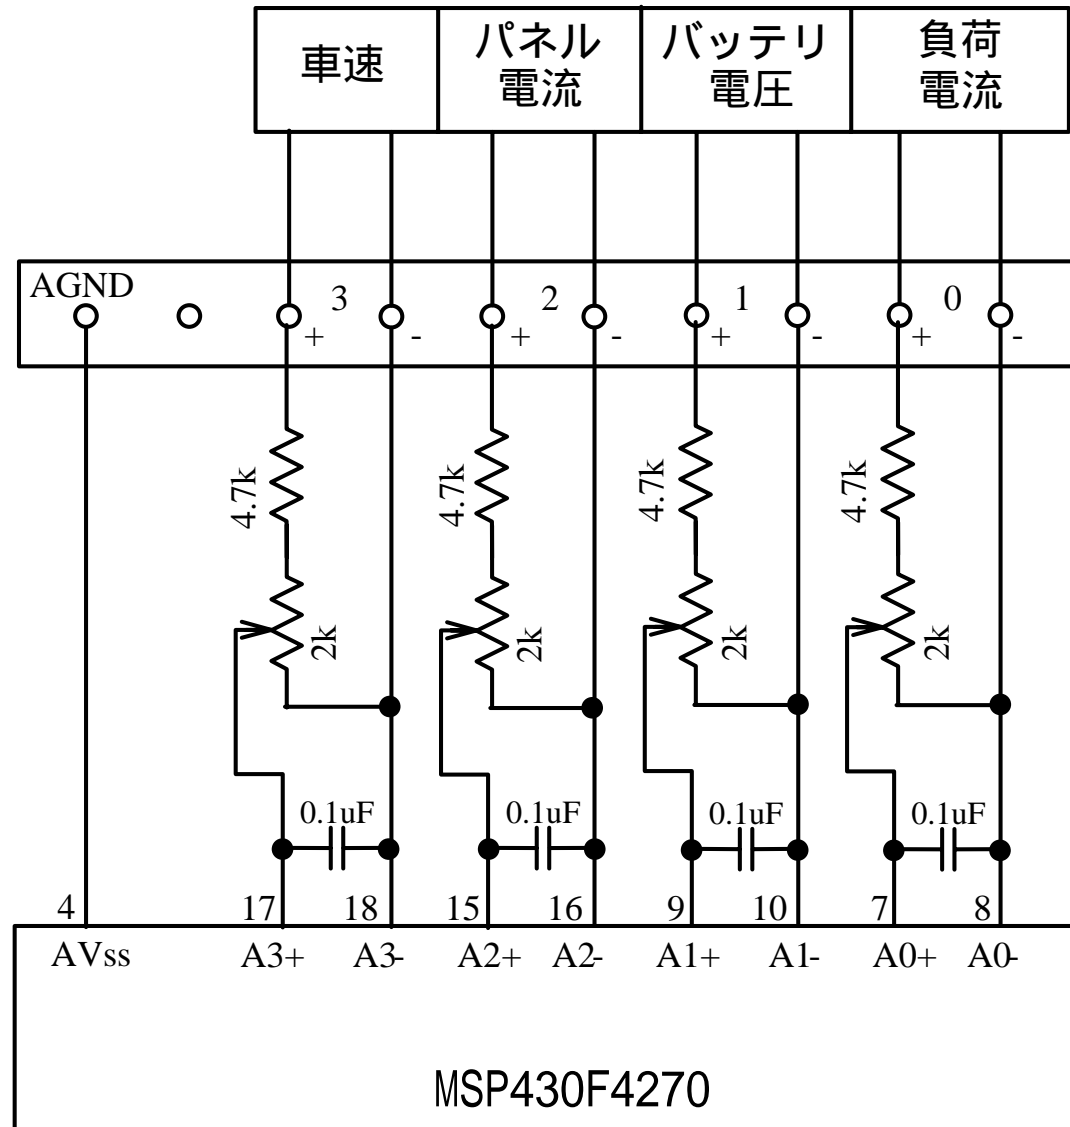 車速
パネル
電流
バッテリ
電圧
負荷
電流
AGND
3
2
1
0
+
-
+
-
+
-
+
-
4.7k
4.7k
4.7k
4.7k
2k
2k
2k
2k
0.1uF
0.1uF
0.1uF
0.1uF
4
17
18
15
16
9
10
7
8
AVss
A3+
A3-
A2+
A2-
A1+
A1-
A0+
A0-
MSP430F4270